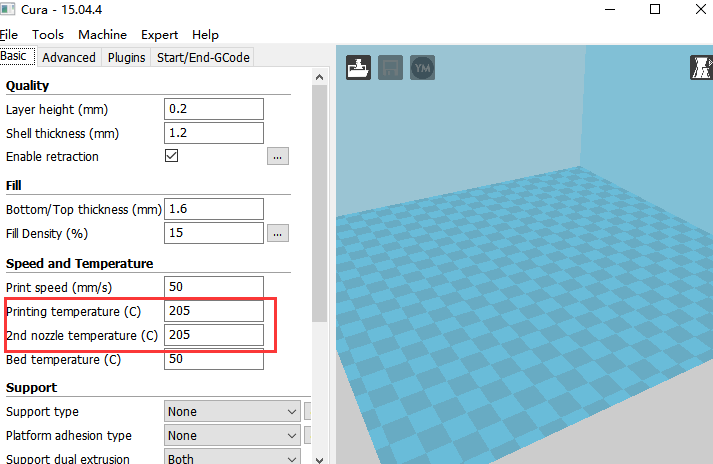 Cura - 15.04.4
File Tools Machine Expert Help
Basic Advanced Plugins Start/End-GCode
Quality
Layer height (mm) 0.2
Shell thickness (mm) 1.2
Enable retraction ...
Fill
Bottom/Top thickness (mm) 1.6
Fill Density (%) 15 ...
Speed and Temperature
Print speed (mm/s) 50
Printing temperature (C) 205
2nd nozzle temperature (C) 205
Bed temperature (C) 50
Support
Support type None
Platform adhesion type None
Support dual extrusion Both
YM